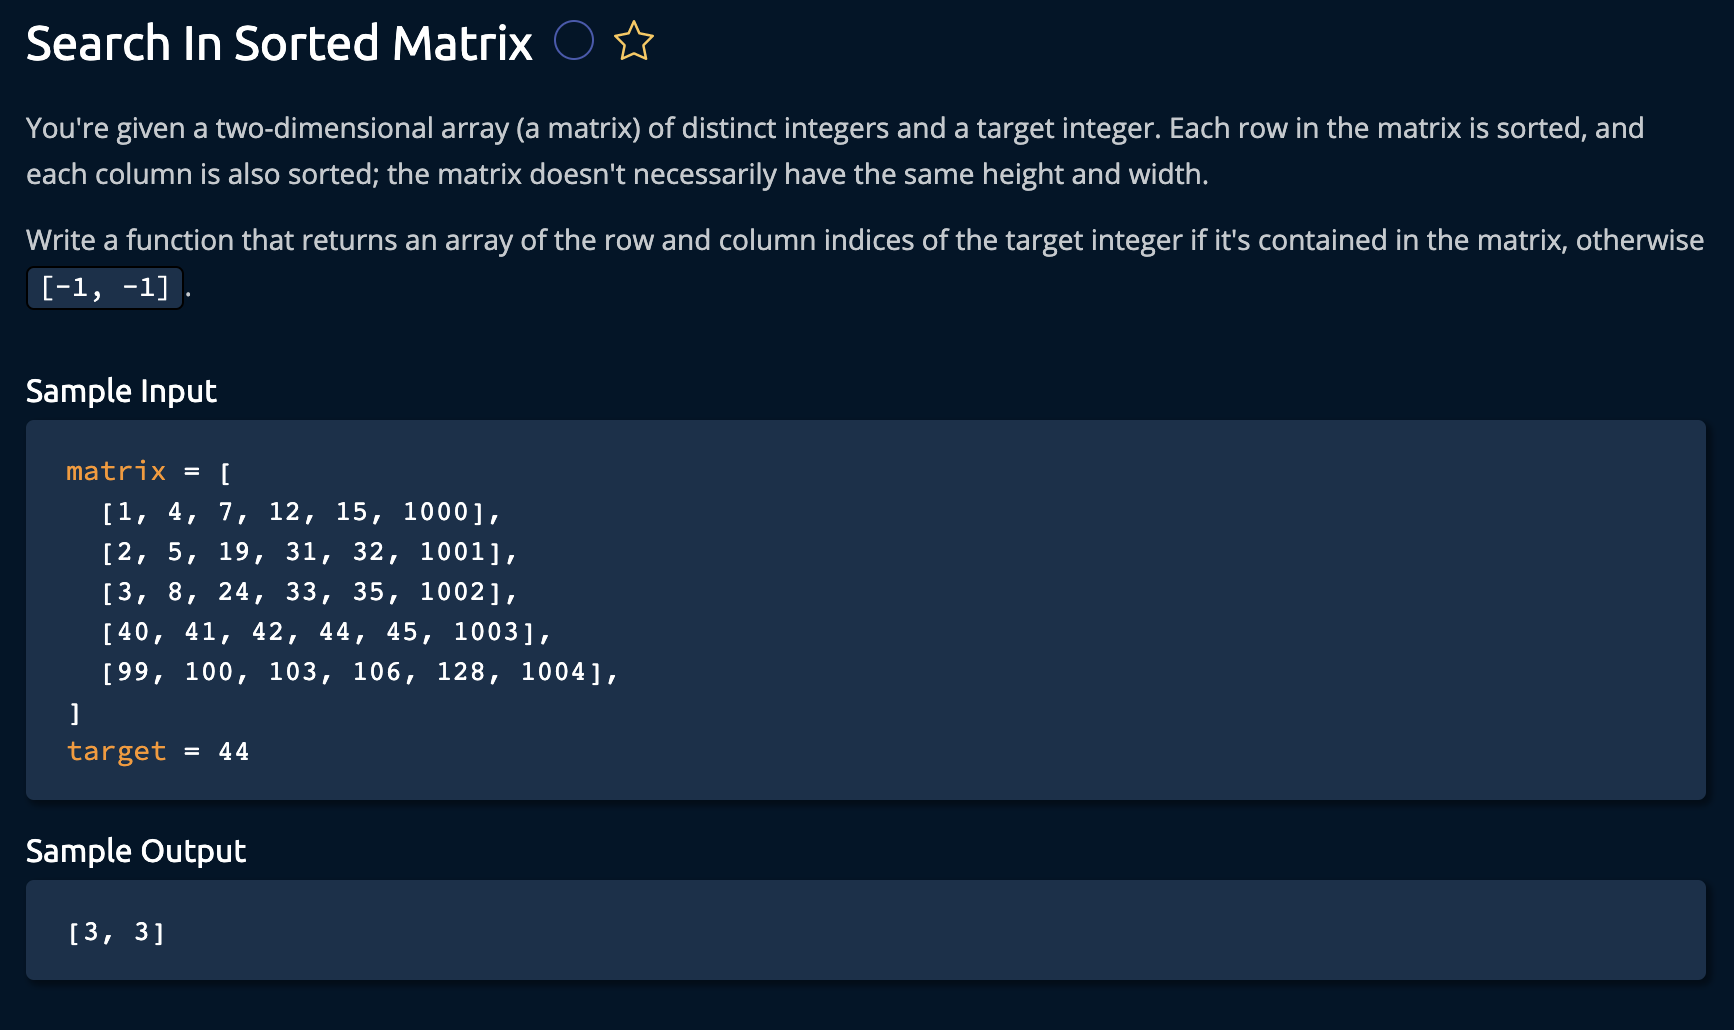 Search In Sorted Matrix
You're given a two-dimensional array (a matrix) of distinct integers and a target integer. Each row in the matrix is sorted, and
each column is also sorted; the matrix doesn't necessarily have the same height and width.
Write a function that returns an array of the row and column indices of the target integer if it's contained in the matrix, otherwise
[-1, -1].
Sample Input
matrix = [
  [1, 4, 7, 12, 15, 1000],
  [2, 5, 19, 31, 32, 1001],
  [3, 8, 24, 33, 35, 1002],
  [40, 41, 42, 44, 45, 1003],
  [99, 100, 103, 106, 128, 1004],
]
target = 44
Sample Output
[3, 3]